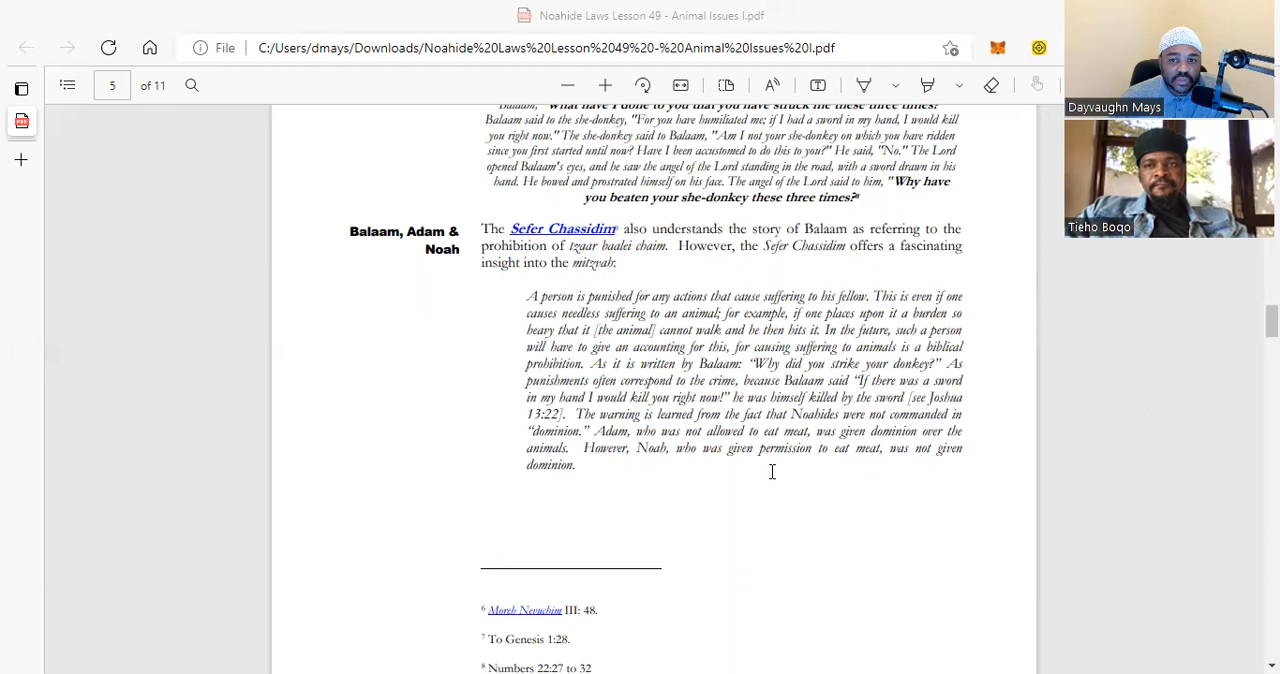 Noahide Laws Lesson 49 - Animal Issues I.pdf
File
C:/Users/dmays/Downloads/Noahide%20Laws%20Lesson%2049%20-%20Animal%20Issues%20I.pdf
5 of 11
Balaam, "What have I done to you that you have struck me these three times?"
Balaam said to the she-donkey, "For you have humiliated me; if I had a sword in my hand, I would kill
you right now." The she-donkey said to Balaam, "Am I not your she-donkey on which you have ridden
since you first started until now? Have I been accustomed to do this to you?" He said, "No." The Lord
opened Balaam's eyes, and he saw the angel of the Lord standing in the road, with a sword drawn in his
hand. He bowed and prostrated himself on his face. The angel of the Lord said to him, "Why have
you beaten your she-donkey these three times?8
Balaam, Adam &
Noah
The Sefer Chassidim9 also understands the story of Balaam as referring to the
prohibition of tzaar baalei chaim. However, the Sefer Chassidim offers a fascinating
insight into the mitzvah:
A person is punished for any actions that cause suffering to his fellow. This is even if one
causes needless suffering to an animal; for example, if one places upon it a burden so
heavy that it [the animal] cannot walk and he then hits it. In the future, such a person
will have to give an accounting for this, for causing suffering to animals is a biblical
prohibition. As it is written by Balaam: “Why did you strike your donkey?” As
punishments often correspond to the crime, because Balaam said “If there was a sword
in my hand I would kill you right now!” he was himself killed by the sword [see Joshua
13:22]. The warning is learned from the fact that Noahides were not commanded in
“dominion.” Adam, who was not allowed to eat meat, was given dominion over the
animals. However, Noah, who was given permission to eat meat, was not given
dominion.
6 Moreh Nevuchim III: 48.
7 To Genesis 1:28.
8 Numbers 22:27 to 32
Dayvaughn Mays
Tieho Boqo